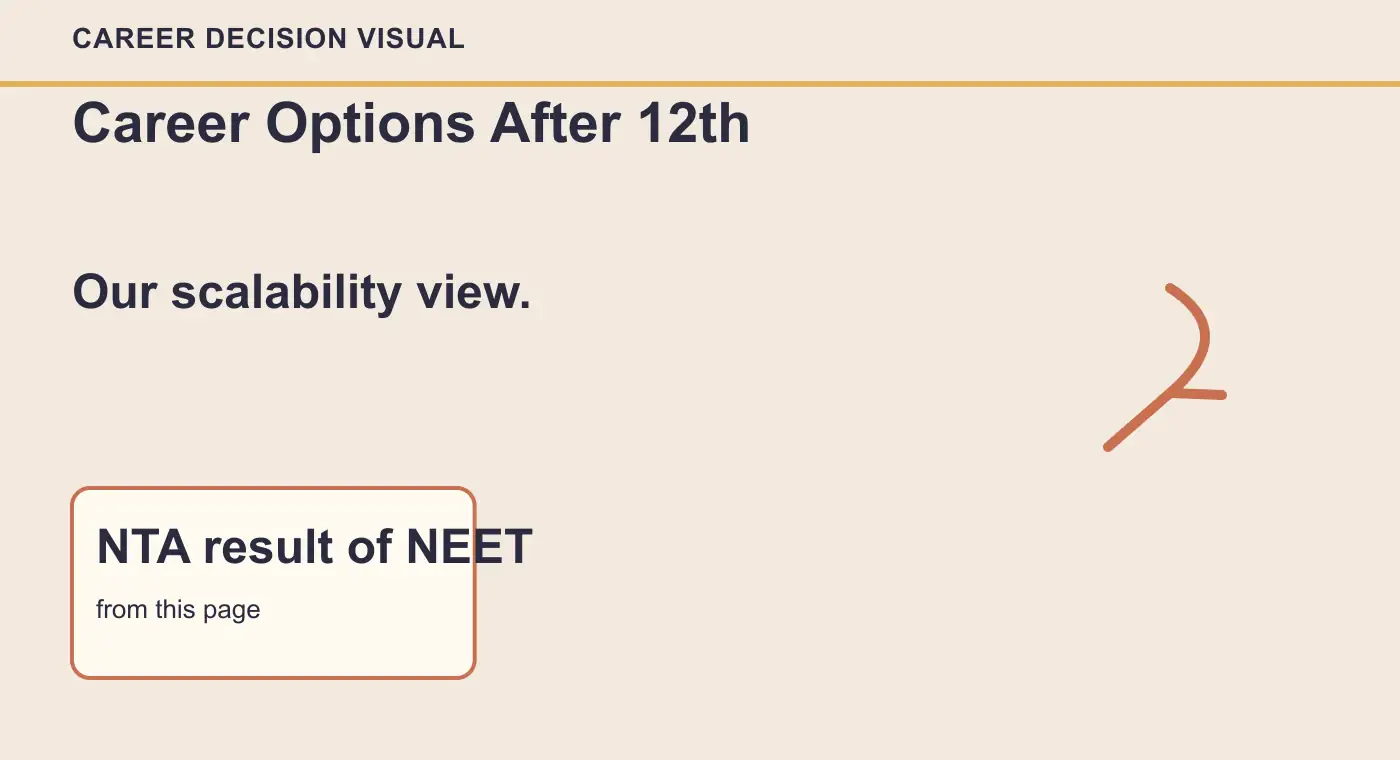 CAREER DECISION VISUAL
Career Options After 12th
Our scalability view.
NTA result of NEET
from this page